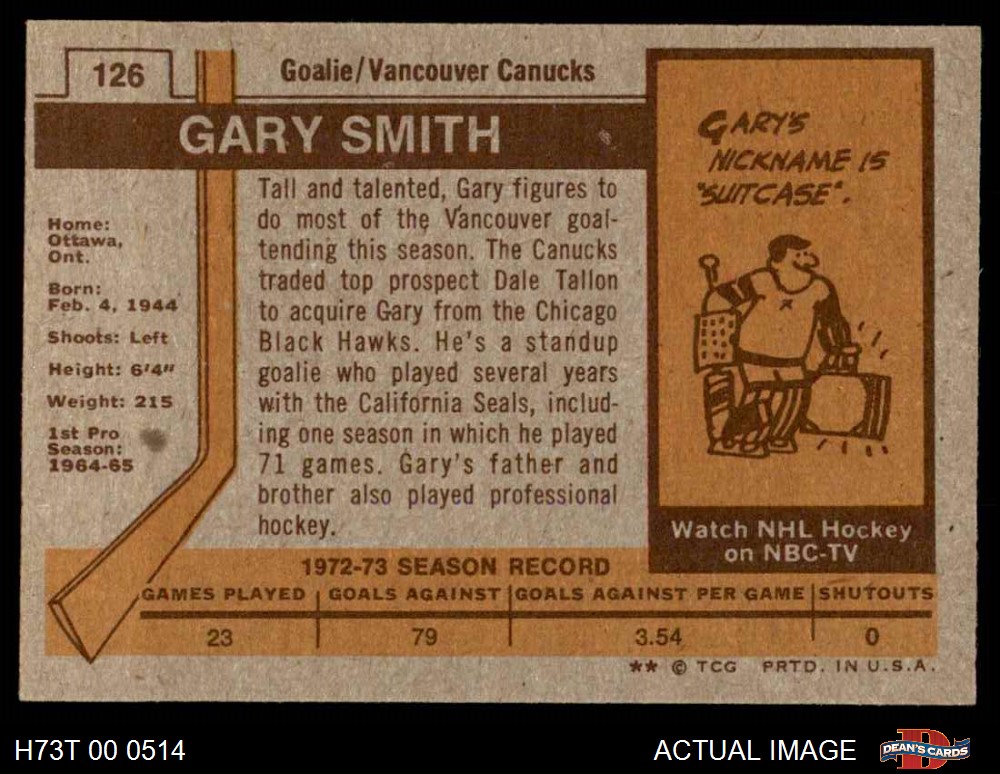 126
Goalie/Vancouver Canucks
GARY SMITH
Tall and talented, Gary figures to
do most of the Vancouver goal-
tending this season. The Canucks
traded top prospect Dale Tallon
to acquire Gary from the Chicago
Black Hawks. He's a standup
goalie who played several years
with the California Seals, includ-
ing one season in which he played
71 games. Gary's father and
brother also played professional
hockey.
Home:
Ottawa,
Ont.
Born:
Feb. 4, 1944
Shoots: Left
Height: 6'4"
Weight: 215
1st Pro
Season:
1964-65
GARY'S
NICKNAME IS
"SUITCASE".
Watch NHL Hockey
on NBC-TV
1972-73 SEASON RECORD
GAMES PLAYED GOALS AGAINST GOALS AGAINST PER GAME SHUTOUTS
23 79 3.54 0
** © TCG PRTD. IN U.S.A.
H73T 00 0514
ACTUAL IMAGE
D
DEAN'S CARDS